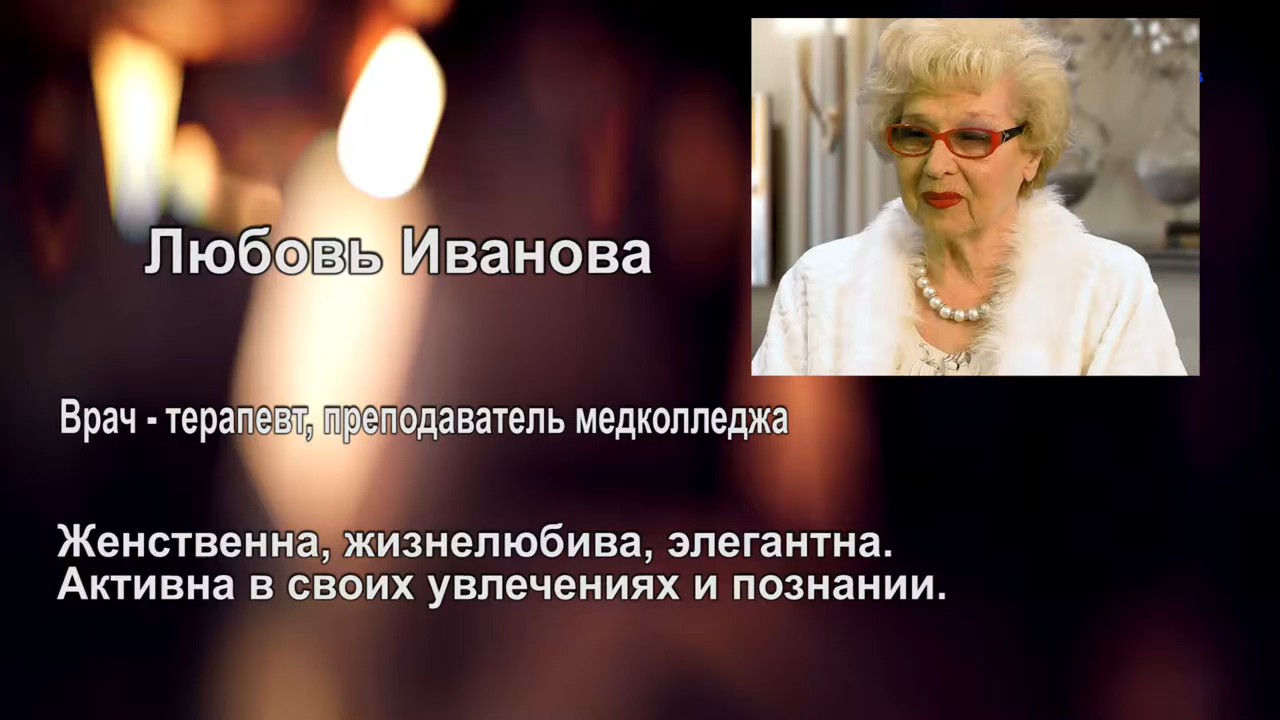 Любовь Иванова
Врач - терапевт, преподаватель медколледжа
Женственна, жизнелюбива, элегантна.
Активна в своих увлечениях и познании.